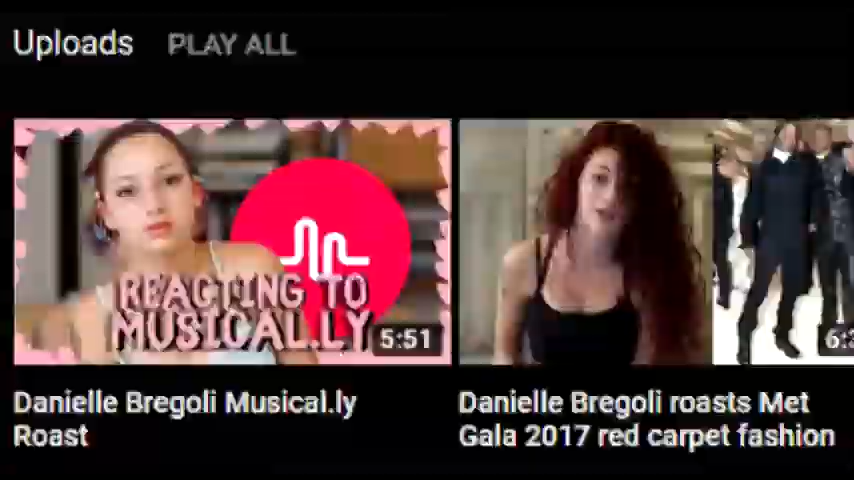 Uploads PLAY ALL
REACTING TO
MUSICAL.LY
5:51
Danielle Bregoli Musical.ly
Roast
Danielle Bregoli roasts Met
Gala 2017 red carpet fashion